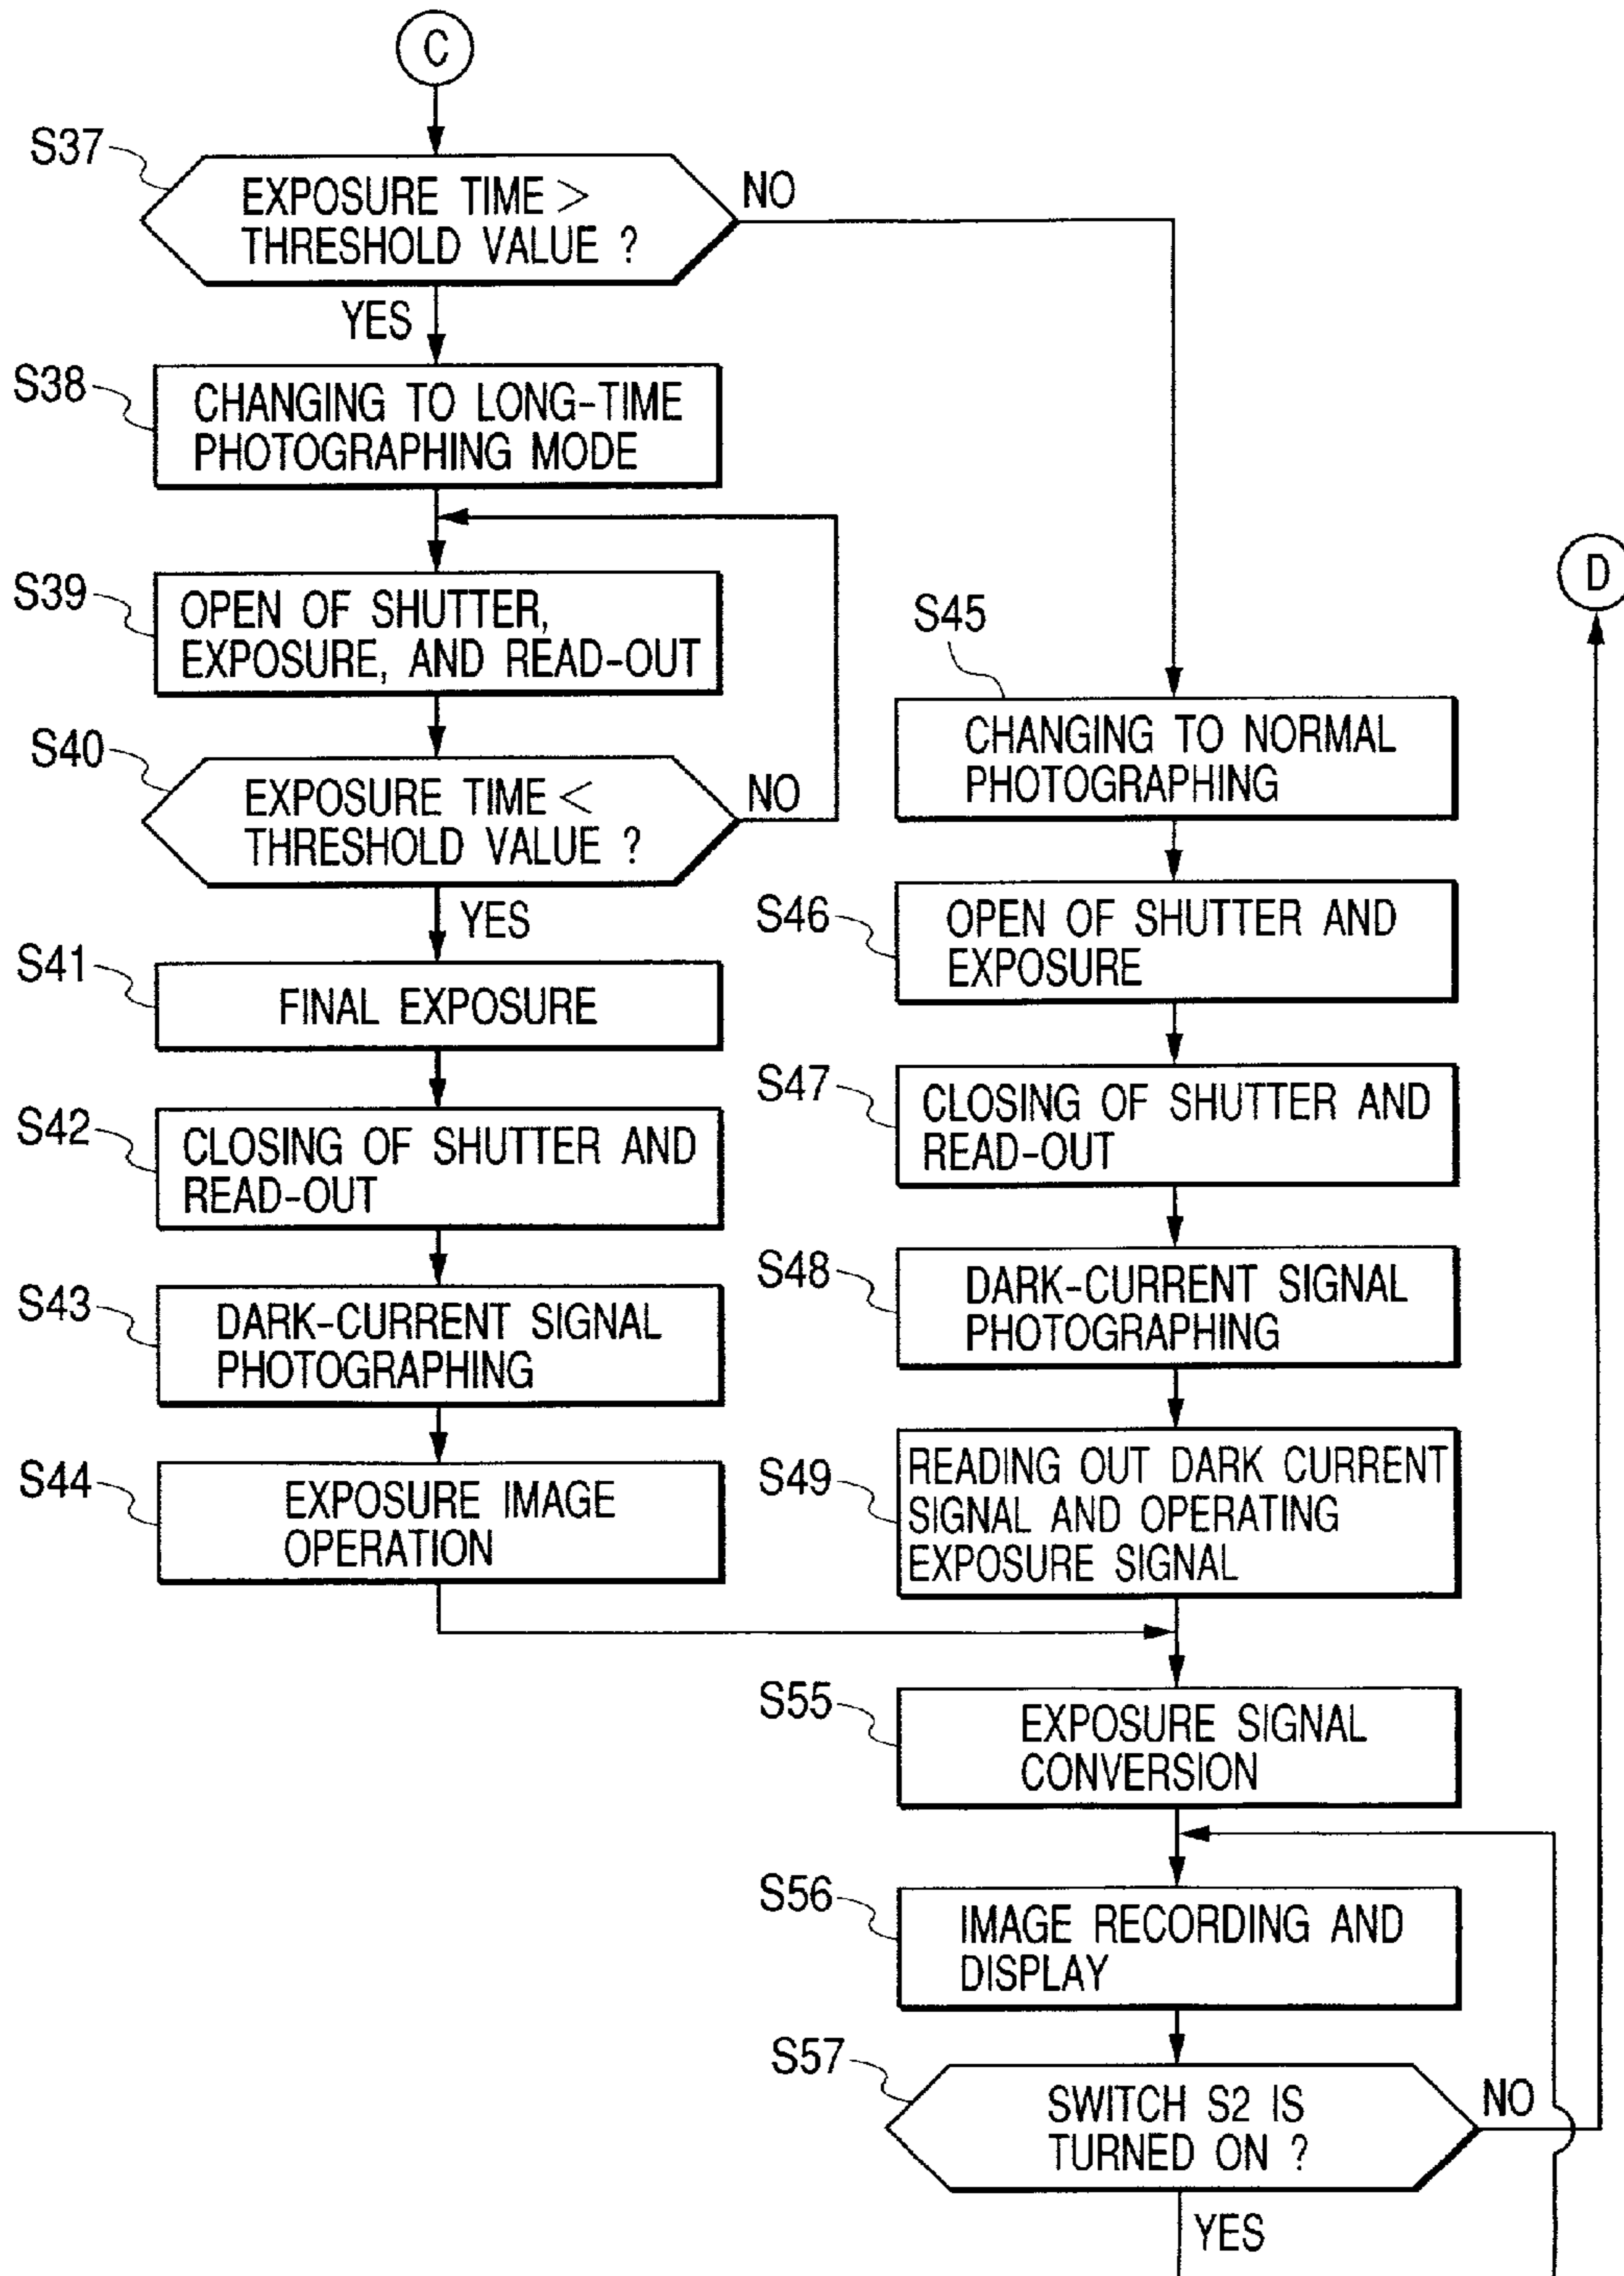 C
S37
EXPOSURE TIME >
THRESHOLD VALUE ?
NO
YES
S38
CHANGING TO LONG-TIME
PHOTOGRAPHING MODE
S39
OPEN OF SHUTTER,
EXPOSURE, AND READ-OUT
S40
EXPOSURE TIME <
THRESHOLD VALUE ?
NO
YES
S41
FINAL EXPOSURE
S42
CLOSING OF SHUTTER AND
READ-OUT
S43
DARK-CURRENT SIGNAL
PHOTOGRAPHING
S44
EXPOSURE IMAGE
OPERATION
S45
CHANGING TO NORMAL
PHOTOGRAPHING
S46
OPEN OF SHUTTER AND
EXPOSURE
S47
CLOSING OF SHUTTER AND
READ-OUT
S48
DARK-CURRENT SIGNAL
PHOTOGRAPHING
S49
READING OUT DARK CURRENT
SIGNAL AND OPERATING
EXPOSURE SIGNAL
S55
EXPOSURE SIGNAL
CONVERSION
S56
IMAGE RECORDING AND
DISPLAY
S57
SWITCH S2 IS
TURNED ON ?
NO
YES
D